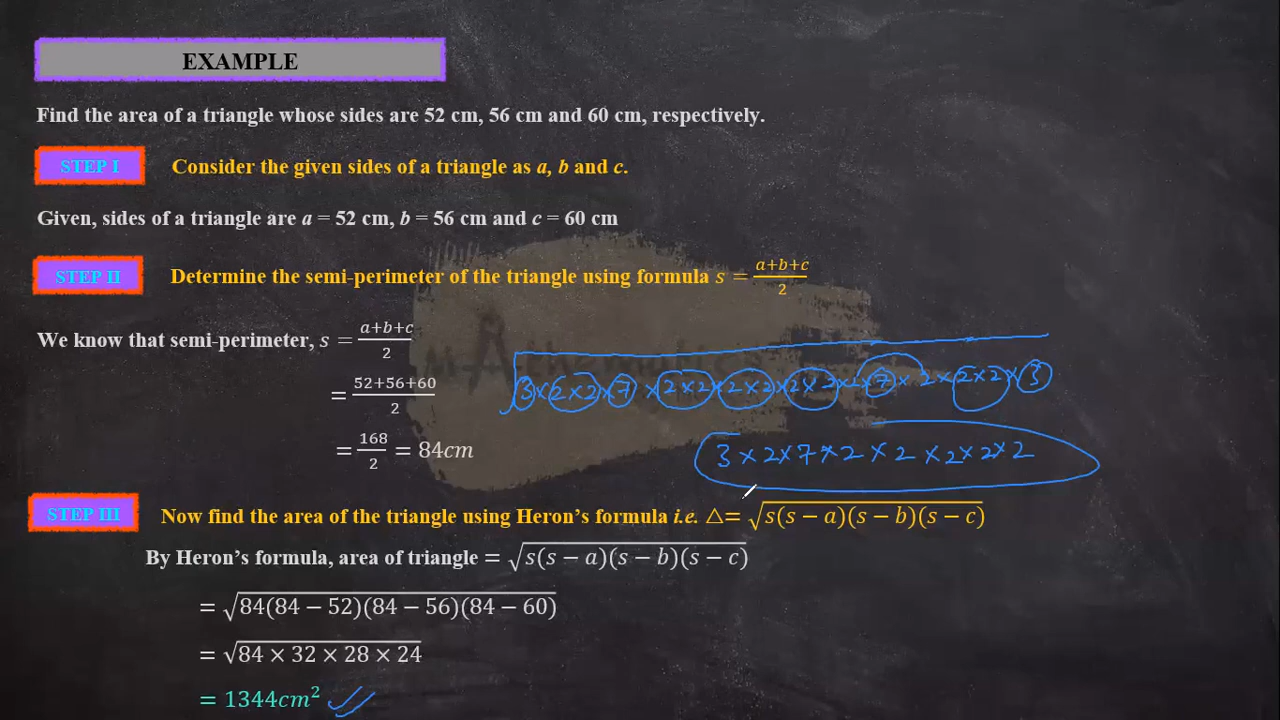 EXAMPLE
Find the area of a triangle whose sides are 52 cm, 56 cm and 60 cm, respectively.
STEP I Consider the given sides of a triangle as a, b and c.
Given, sides of a triangle are a = 52 cm, b = 56 cm and c = 60 cm
STEP II Determine the semi-perimeter of the triangle using formula s = (a+b+c)/2
We know that semi-perimeter, s = (a+b+c)/2
= (52+56+60)/2
= 168/2 = 84cm
√3×2×2×7×2×2×2×2×2×2×2×7×2×2×2×3
3×2×7×2×2×2×2×2
STEP III Now find the area of the triangle using Heron's formula i.e. △= √s(s − a)(s − b)(s − c)
By Heron's formula, area of triangle = √s(s − a)(s − b)(s − c)
= √84(84 − 52)(84 − 56)(84 − 60)
= √84 × 32 × 28 × 24
= 1344cm²